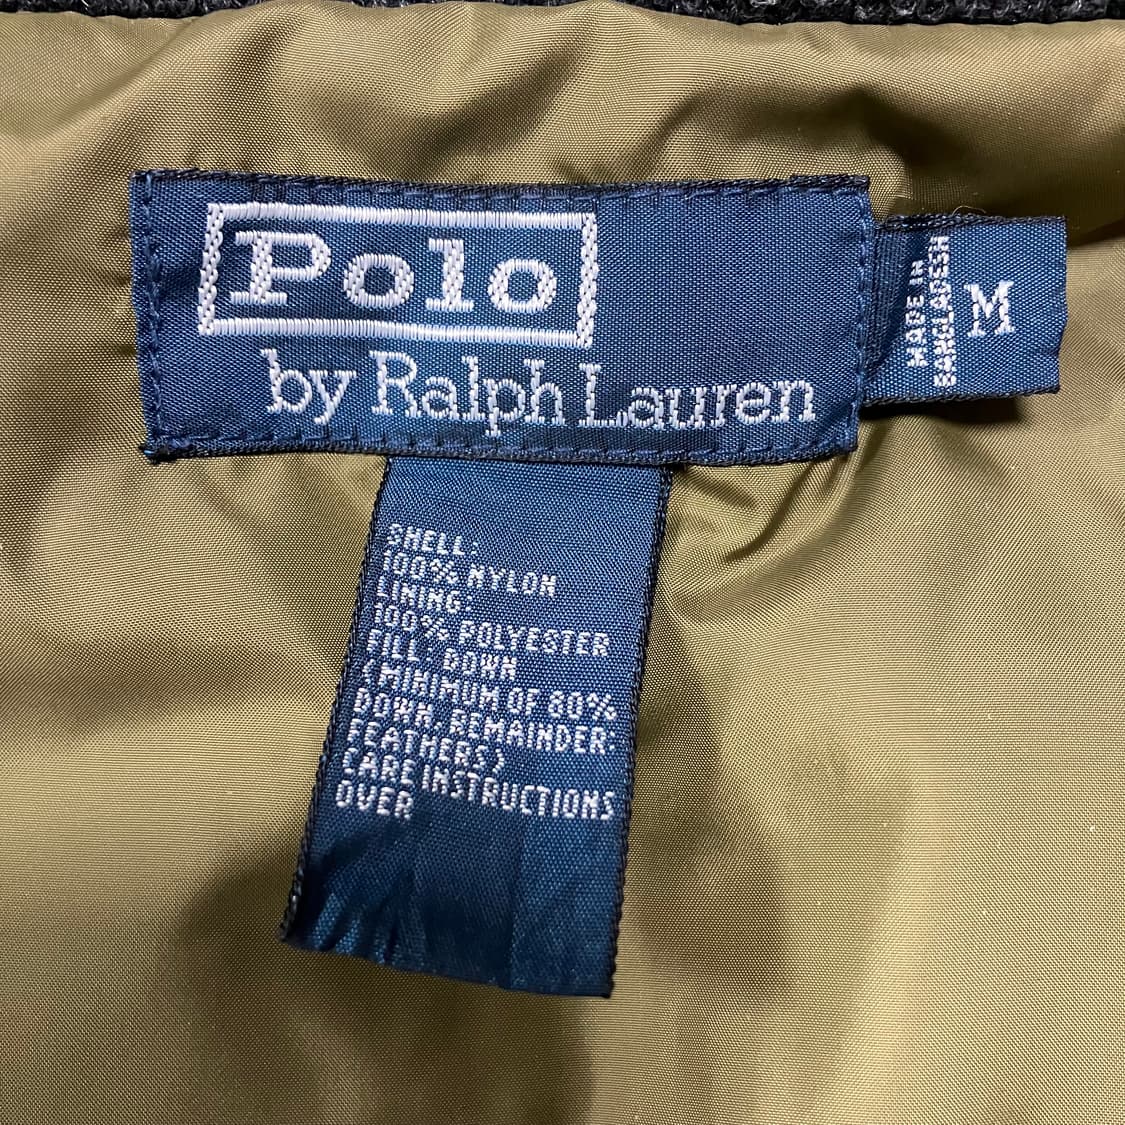 Polo
by Ralph Lauren
MADE IN
BANGLADESH
M
SHELL:
100% NYLON
LINING:
100% POLYESTER
FILL: DOWN
(MINIMUM OF 80%
DOWN, REMAINDER:
FEATHERS)
CARE INSTRUCTIONS
OVER